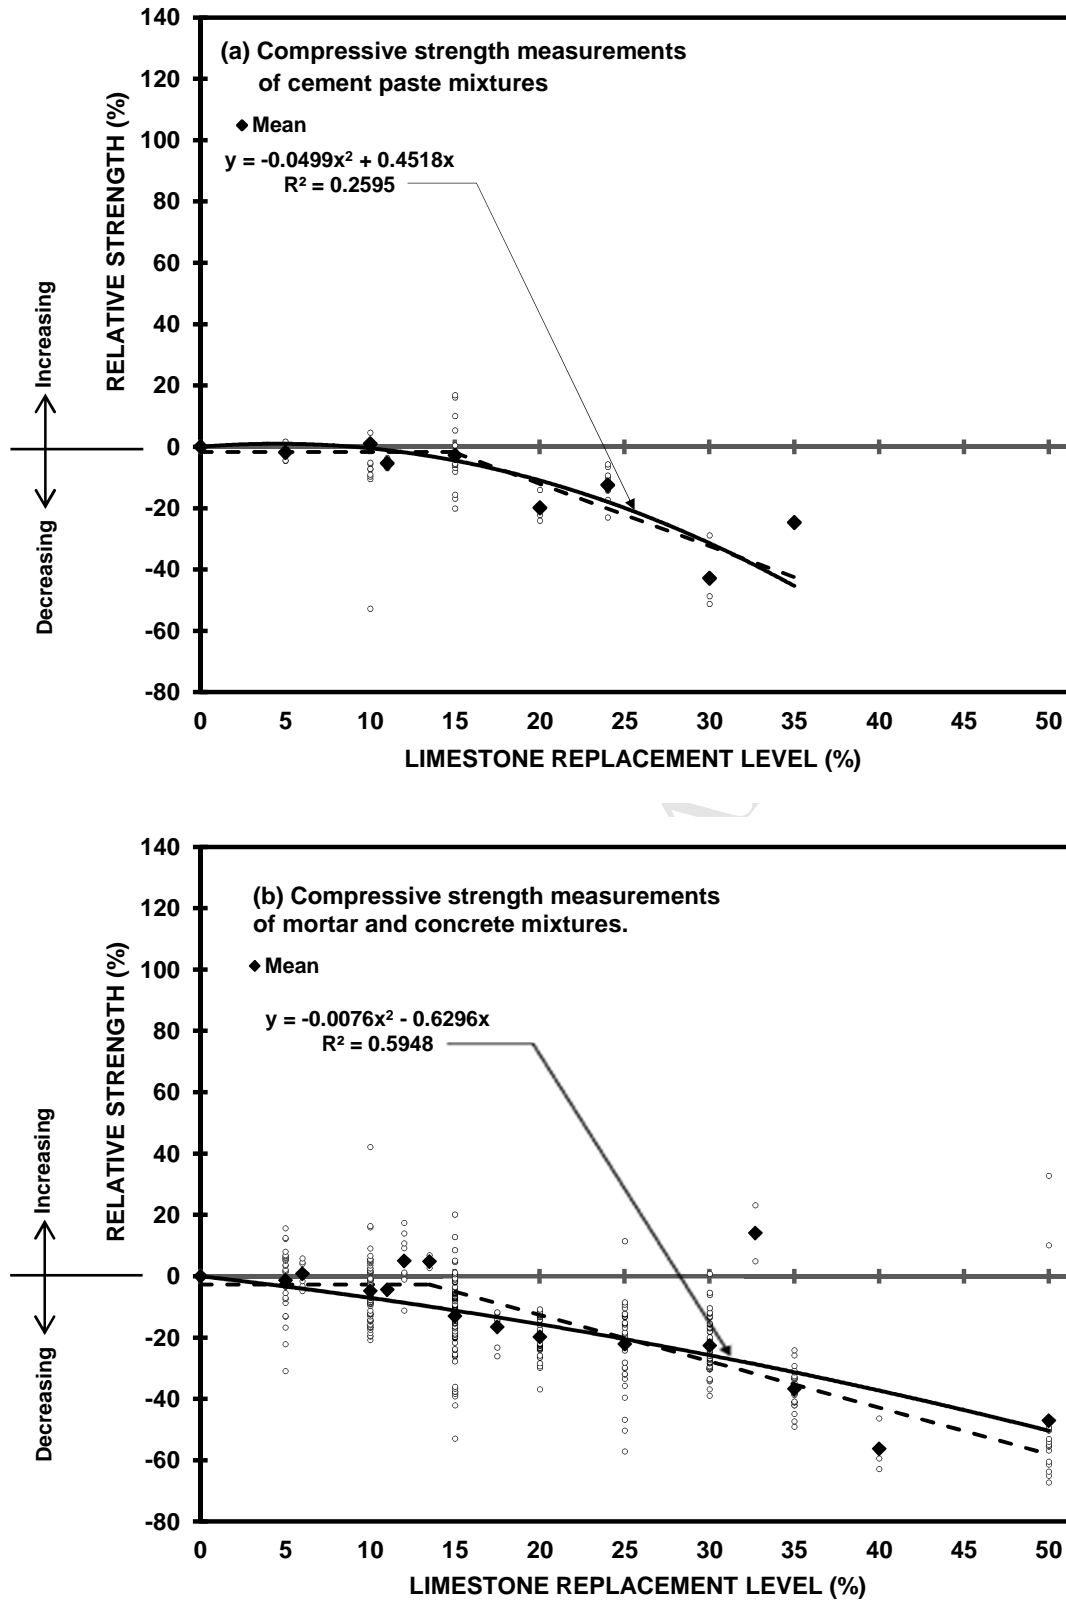 140
120
100
80
60
40
20
0
-20
-40
-60
-80
RELATIVE STRENGTH (%)
Increasing
Decreasing
(a) Compressive strength measurements
of cement paste mixtures
Mean
y = -0.0499x² + 0.4518x
R² = 0.2595
0 5 10 15 20 25 30 35 40 45 50
LIMESTONE REPLACEMENT LEVEL (%)
140
120
100
80
60
40
20
0
-20
-40
-60
-80
RELATIVE STRENGTH (%)
Increasing
Decreasing
(b) Compressive strength measurements
of mortar and concrete mixtures.
Mean
y = -0.0076x² - 0.6296x
R² = 0.5948
0 5 10 15 20 25 30 35 40 45 50
LIMESTONE REPLACEMENT LEVEL (%)